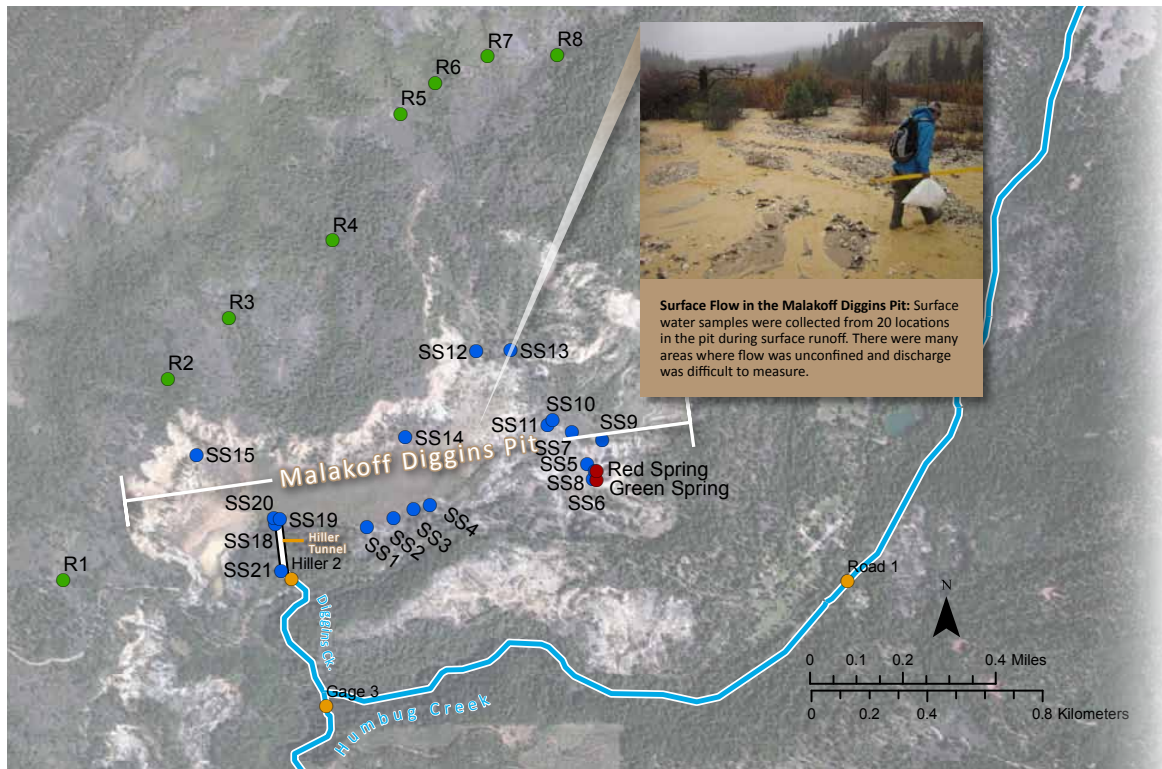 R7
R8
R6
R5
R4
R3
R2
R1
Surface Flow in the Malakoff Diggins Pit: Surface
water samples were collected from 20 locations
in the pit during surface runoff. There were many
areas where flow was unconfined and discharge
was difficult to measure.
SS12
SS13
SS10
SS11
SS9
SS7
SS14
SS15
Malakoff Diggins Pit
SS5
Red Spring
SS8
Green Spring
SS6
SS20
SS19
SS4
SS3
SS2
SS1
SS18
Hiller
Tunnel
SS21
Hiller 2
Road 1
Diggins Ck.
Gage 3
Humbug Creek
N
0 0.1 0.2 0.4 Miles
0 0.2 0.4 0.8 Kilometers